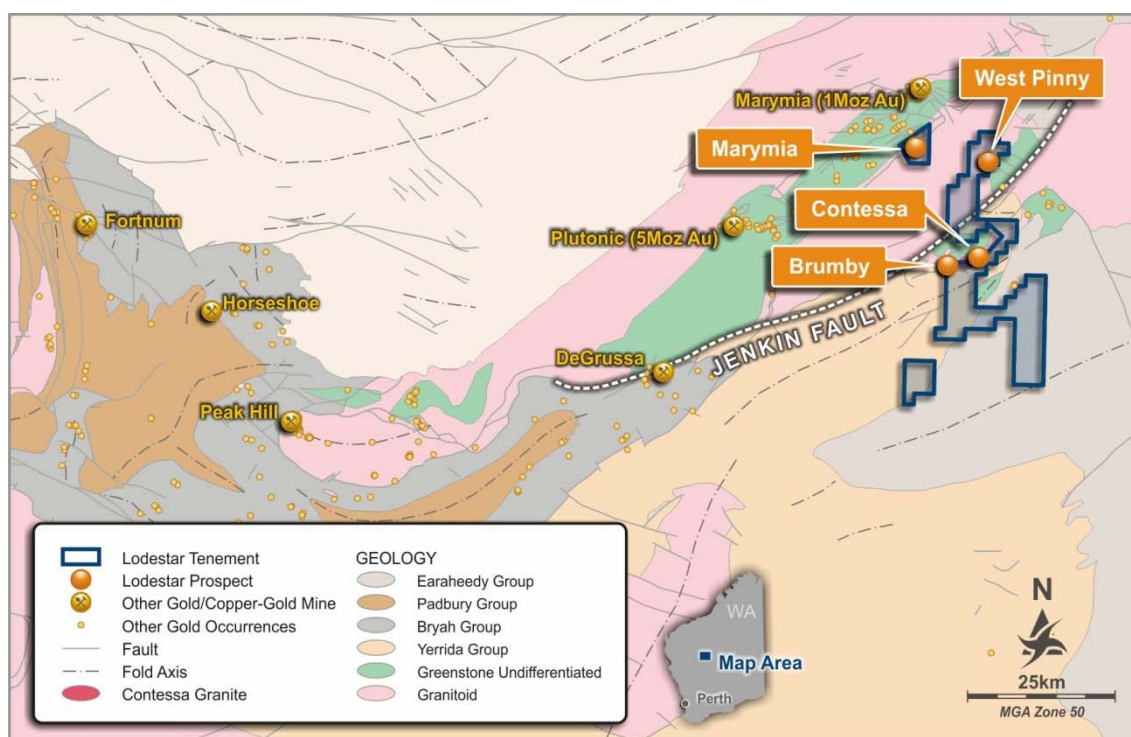 West Pinny
Marymia (1Moz Au)
Marymia
Contessa
Fortnum
Plutonic (5Moz Au)
Brumby
Horseshoe
JENKIN FAULT
DeGrussa
Peak Hill
Lodestar Tenement
Lodestar Prospect
Other Gold/Copper-Gold Mine
Other Gold Occurrences
Fault
Fold Axis
Contessa Granite
GEOLOGY
Earaheedy Group
Padbury Group
Bryah Group
Yerrida Group
Greenstone Undifferentiated
Granitoid
WA
Map Area
Perth
N
25km
MGA Zone 50